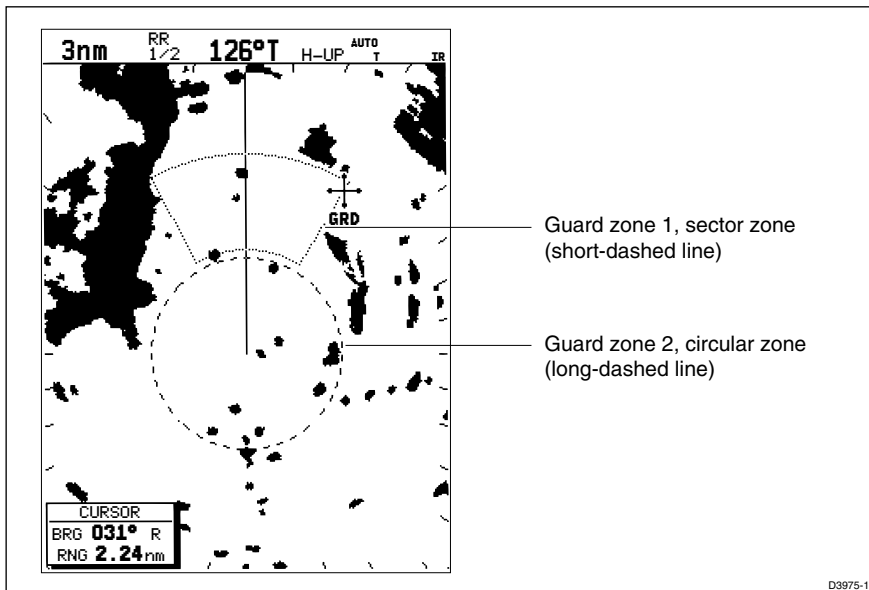 3nm RR 1/2 126°T H-UP AUTO T IR
GRD
Guard zone 1, sector zone
(short-dashed line)
Guard zone 2, circular zone
(long-dashed line)
CURSOR
BRG 031° R
RNG 2.24nm
D3975-1